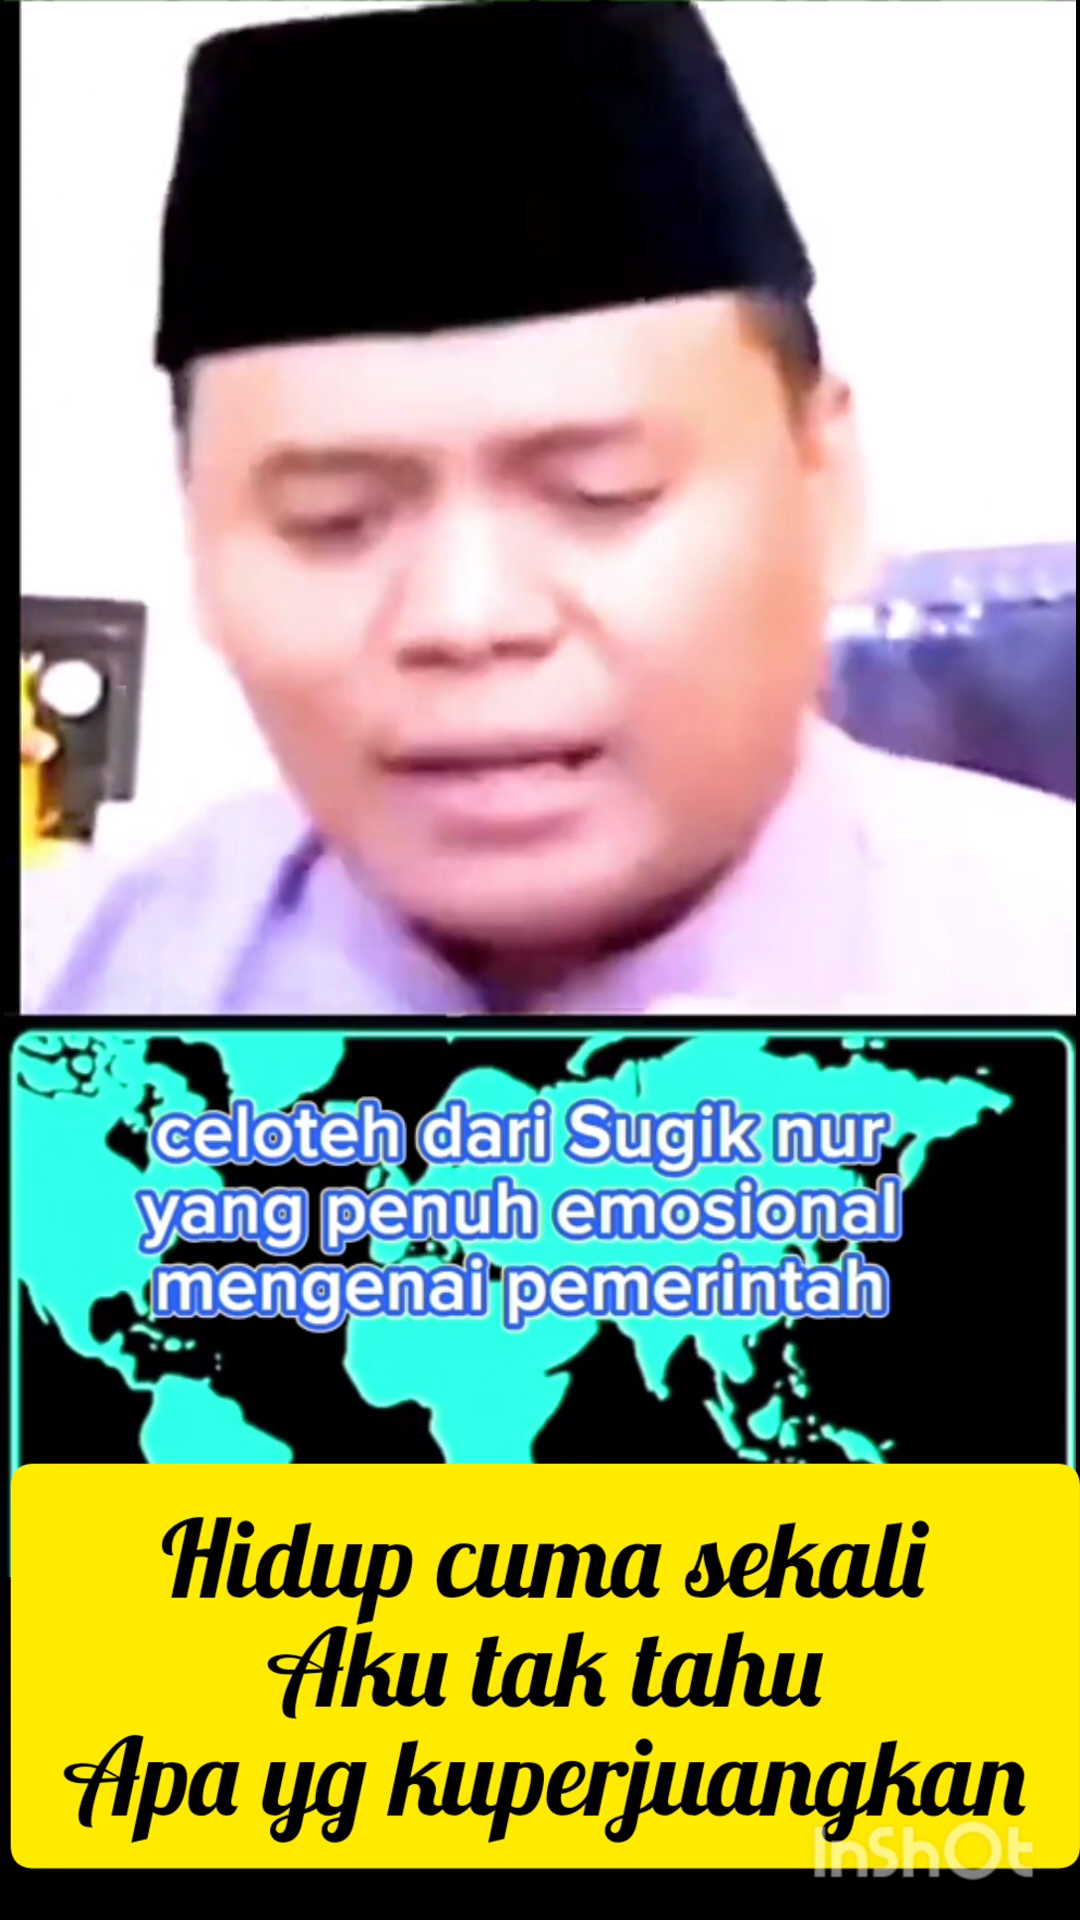 celoteh dari Sugik nur
yang penuh emosional
mengenai pemerintah
Hidup cuma sekali
Aku tak tahu
Apa yg kuperjuangkan
InShOt